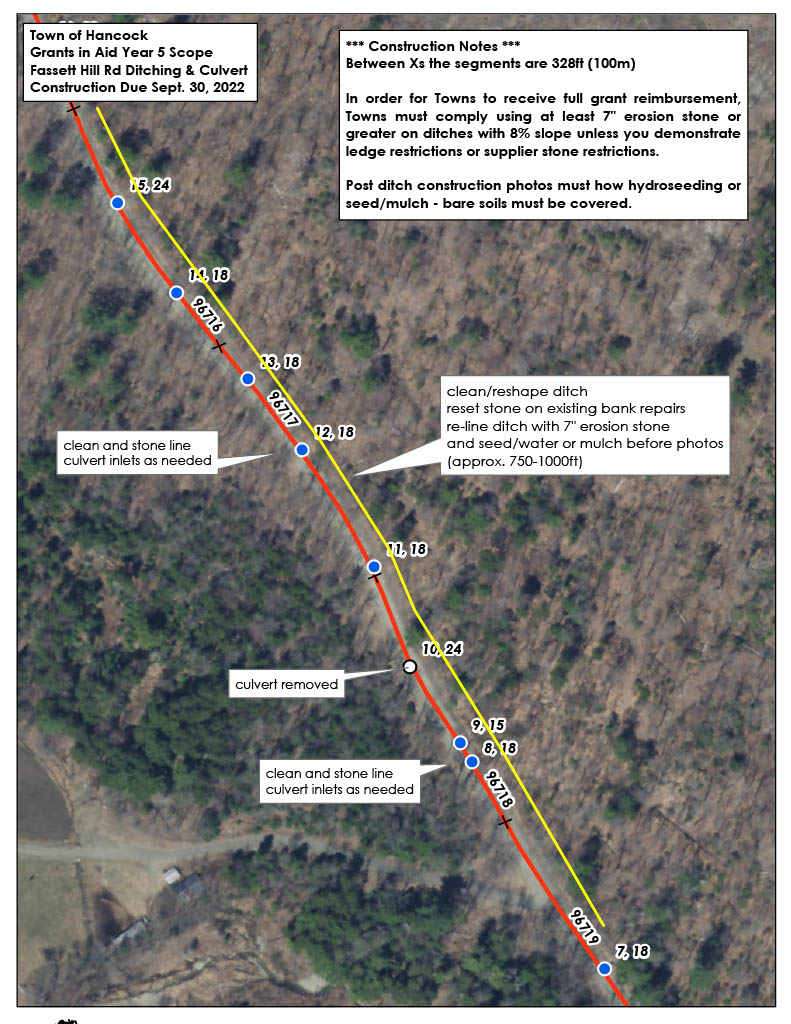 Town of Hancock
Grants in Aid Year 5 Scope
Fassett Hill Rd Ditching & Culvert
Construction Due Sept. 30, 2022
*** Construction Notes ***
Between Xs the segments are 328ft (100m)
In order for Towns to receive full grant reimbursement,
Towns must comply using at least 7" erosion stone or
greater on ditches with 8% slope unless you demonstrate
ledge restrictions or supplier stone restrictions.
Post ditch construction photos must how hydroseeding or
seed/mulch - bare soils must be covered.
15, 24
14, 18
96716
13, 18
96717
12, 18
clean/reshape ditch
reset stone on existing bank repairs
re-line ditch with 7" erosion stone
and seed/water or mulch before photos
(approx. 750-1000ft)
clean and stone line
culvert inlets as needed
11, 18
10, 24
culvert removed
9, 15
8, 18
clean and stone line
culvert inlets as needed
96718
96719
7, 18